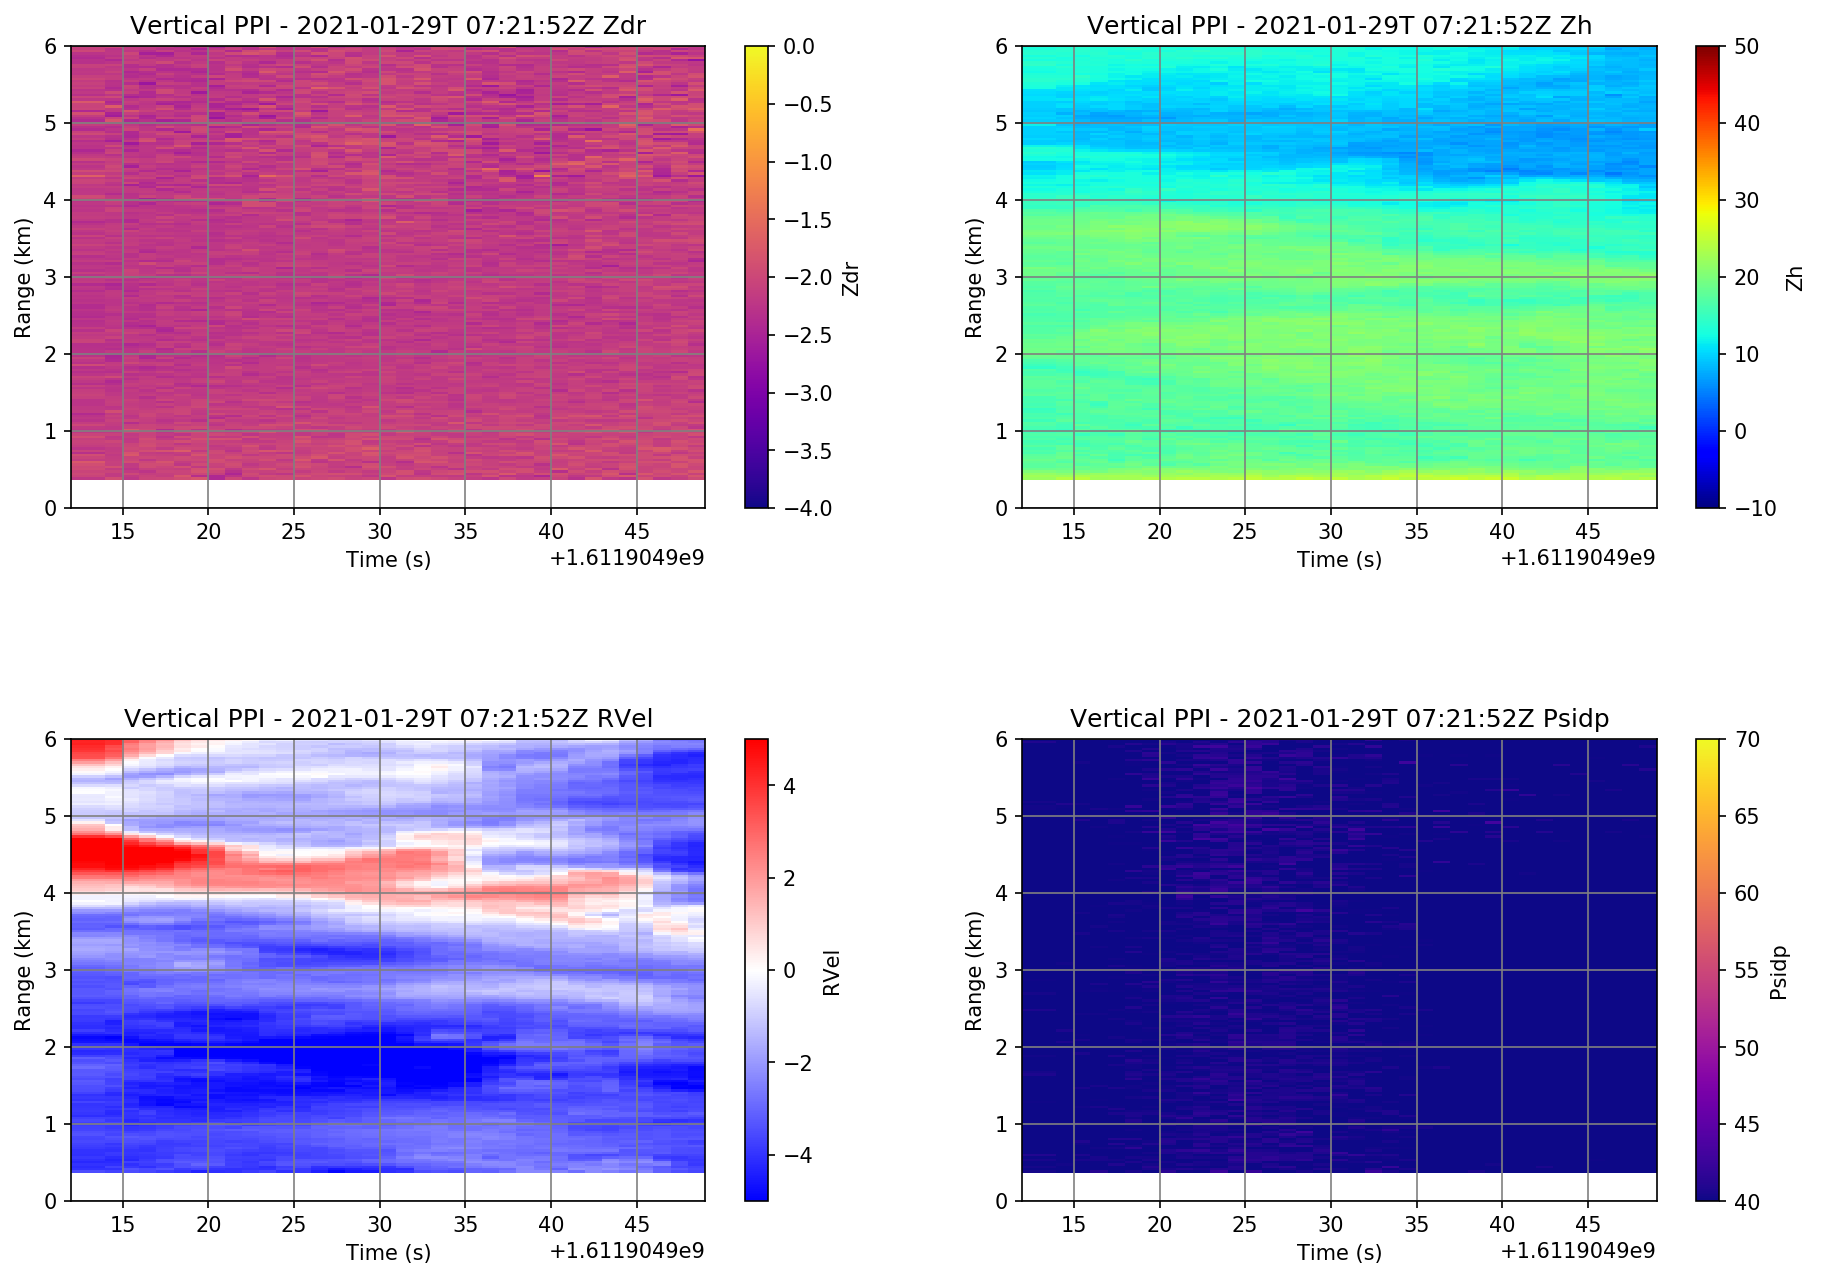 Vertical PPI - 2021-01-29T 07:21:52Z Zdr
6
5
4
3
2
1
0
Range (km)
15 20 25 30 35 40 45
Time (s)
+1.6119049e9
0.0
−0.5
−1.0
−1.5
−2.0
−2.5
−3.0
−3.5
−4.0
Zdr
Vertical PPI - 2021-01-29T 07:21:52Z Zh
6
5
4
3
2
1
0
Range (km)
15 20 25 30 35 40 45
Time (s)
+1.6119049e9
50
40
30
20
10
0
−10
Zh
Vertical PPI - 2021-01-29T 07:21:52Z RVel
6
5
4
3
2
1
0
Range (km)
15 20 25 30 35 40 45
Time (s)
+1.6119049e9
4
2
0
−2
−4
RVel
Vertical PPI - 2021-01-29T 07:21:52Z Psidp
6
5
4
3
2
1
0
Range (km)
15 20 25 30 35 40 45
Time (s)
+1.6119049e9
70
65
60
55
50
45
40
Psidp